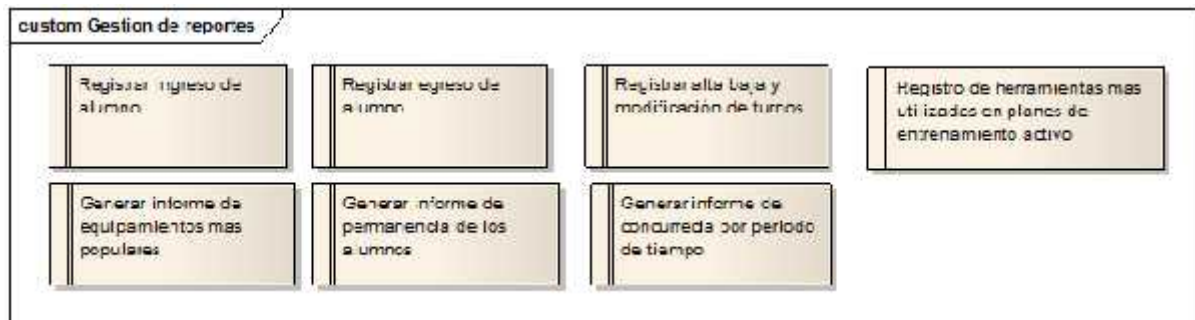 custom Gestion de reportes
Registrar ingreso de
alumno
Registrar egreso de
alumno
Registrar alta baja y
modificación de turnos
Registro de herramientas mas
utilizados en planes de
entrenamiento activo
Generar informe de
equipamientos mas
populares
Generar informe de
permanencia de los
alumnos
Generar informe de
concurrecia por periodo
de tiempo